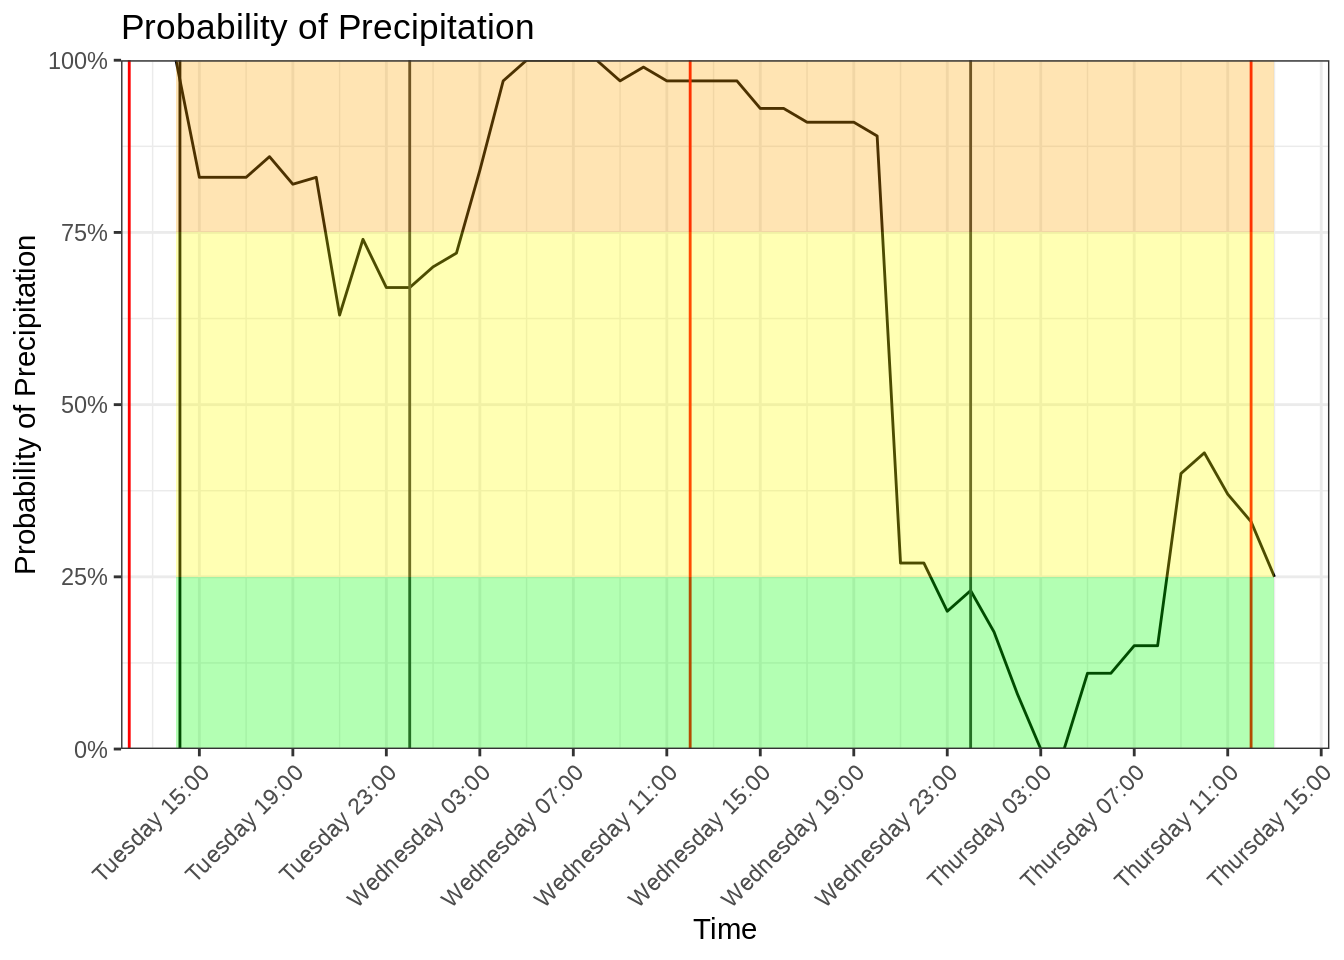 Probability of Precipitation
Probability of Precipitation
100%
75%
50%
25%
0%
Tuesday 15:00
Tuesday 19:00
Tuesday 23:00
Wednesday 03:00
Wednesday 07:00
Wednesday 11:00
Wednesday 15:00
Wednesday 19:00
Wednesday 23:00
Thursday 03:00
Thursday 07:00
Thursday 11:00
Thursday 15:00
Time